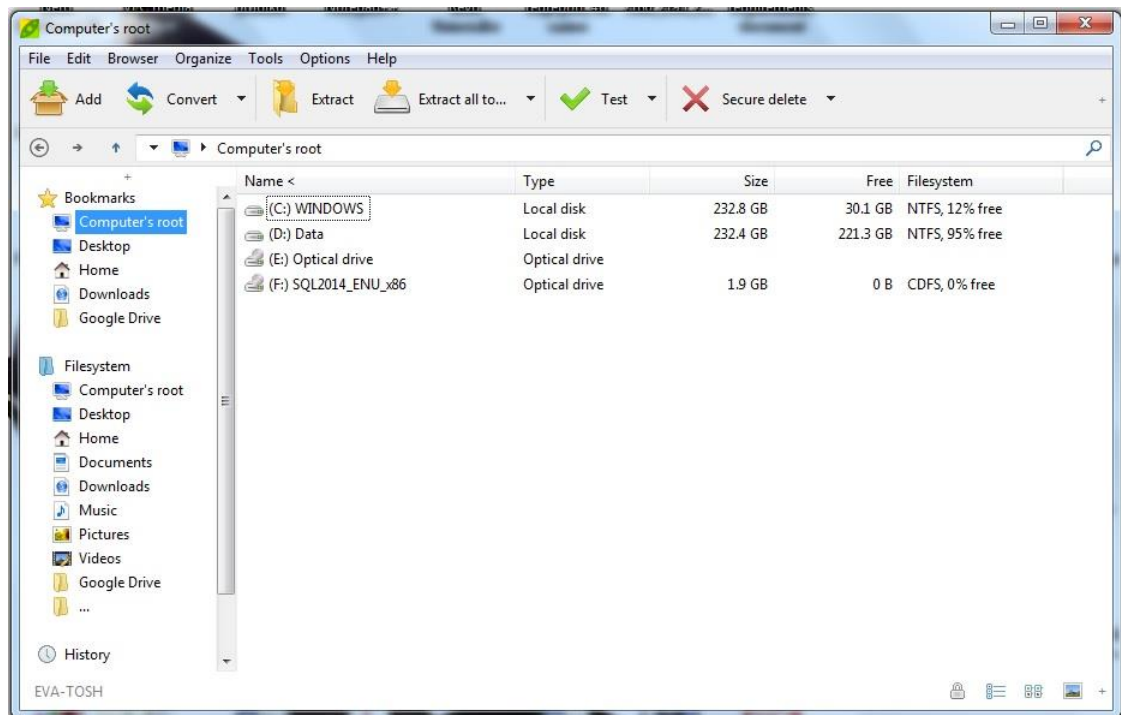 Computer's root
File Edit Browser Organize Tools Options Help
Add Convert Extract Extract all to... Test Secure delete +
Computer's root
+
Bookmarks
Computer's root
Desktop
Home
Downloads
Google Drive
Filesystem
Computer's root
Desktop
Home
Documents
Downloads
Music
Pictures
Videos
Google Drive
...
History
Name < Type Size Free Filesystem
(C:) WINDOWS Local disk 232.8 GB 30.1 GB NTFS, 12% free
(D:) Data Local disk 232.4 GB 221.3 GB NTFS, 95% free
(E:) Optical drive Optical drive
(F:) SQL2014_ENU_x86 Optical drive 1.9 GB 0 B CDFS, 0% free
EVA-TOSH +